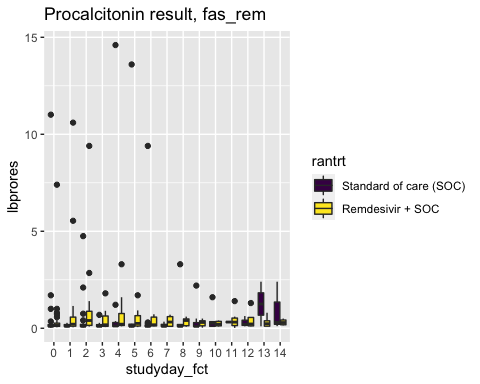 Procalcitonin result, fas_rem
15
10
5
0
lbprores
0 1 2 3 4 5 6 7 8 9 10 11 12 13 14
studyday_fct
rantrt
Standard of care (SOC)
Remdesivir + SOC